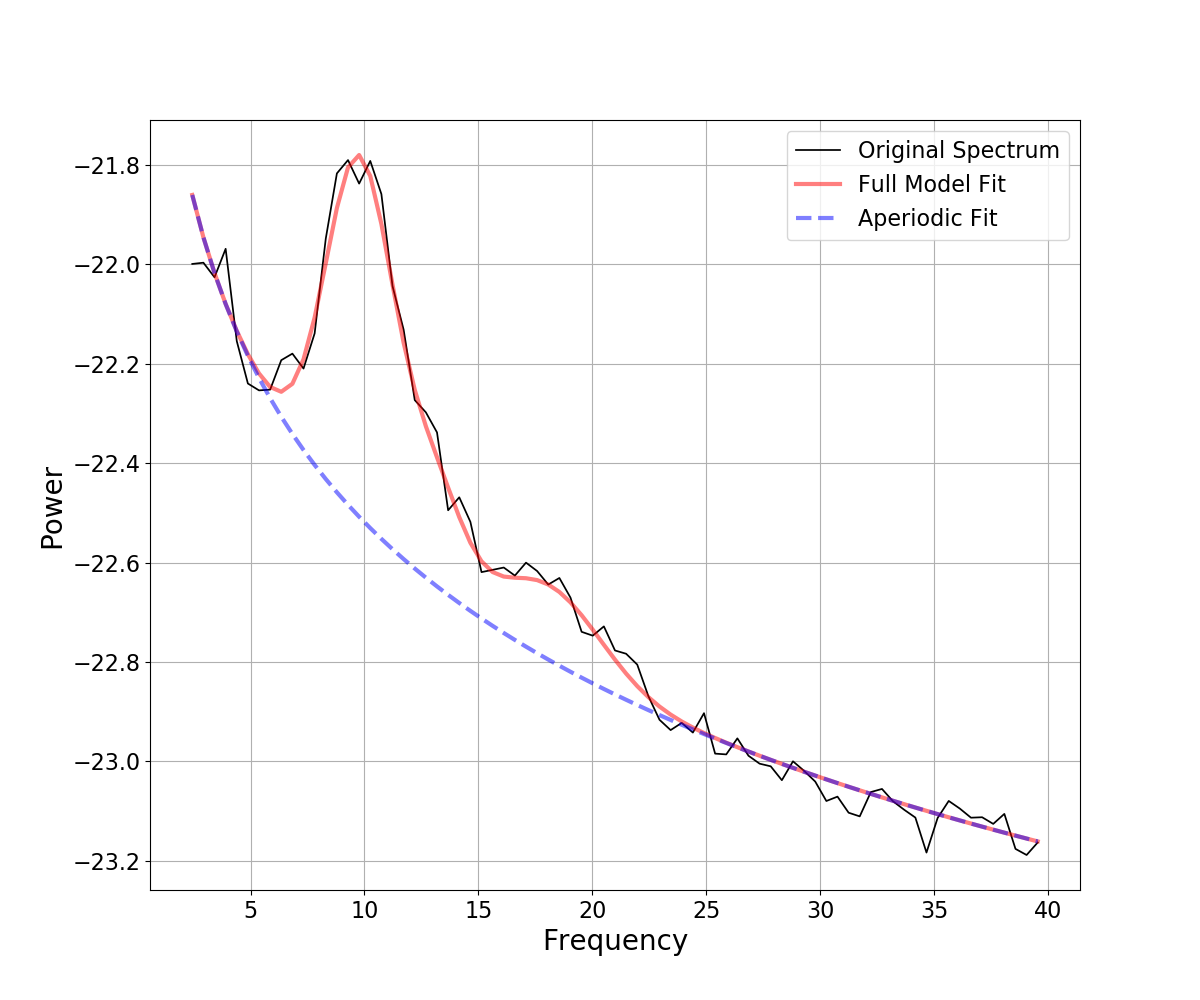 Original Spectrum
Full Model Fit
Aperiodic Fit
Power
−21.8
−22.0
−22.2
−22.4
−22.6
−22.8
−23.0
−23.2
5 10 15 20 25 30 35 40
Frequency